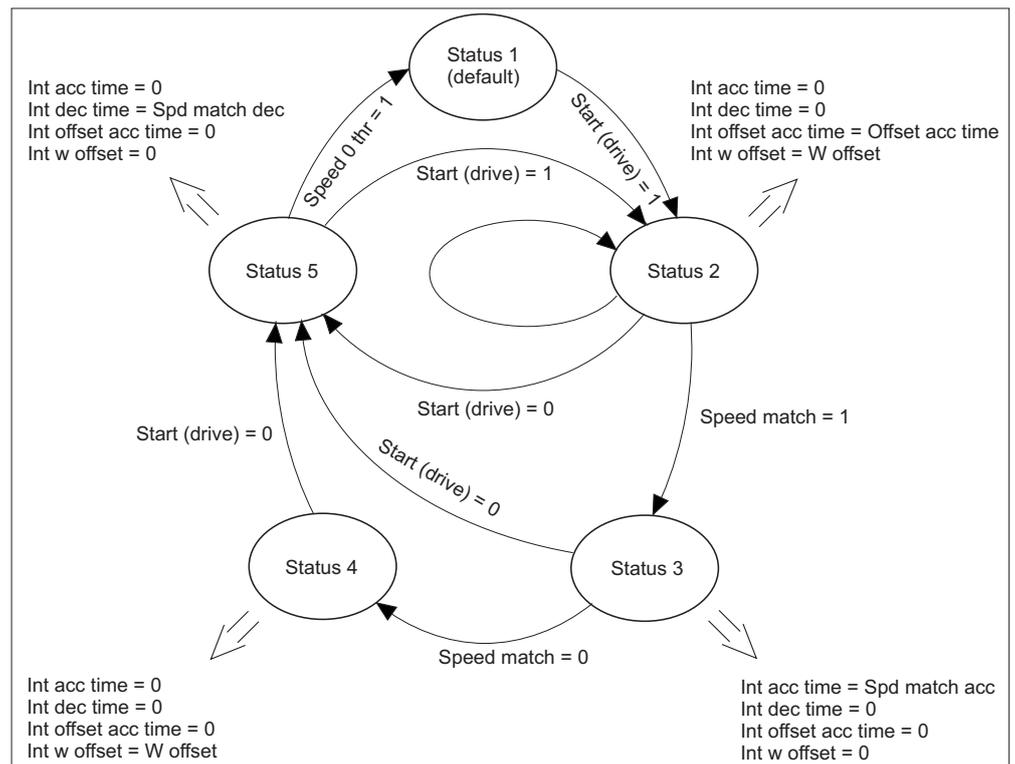 Status 1
(default)
Int acc time = 0
Int dec time = Spd match dec
Int offset acc time = 0
Int w offset = 0
Speed 0 thr = 1
Start (drive) = 1
Start (drive) = 1
Int acc time = 0
Int dec time = 0
Int offset acc time = Offset acc time
Int w offset = W offset
Status 5
Status 2
Start (drive) = 0
Speed match = 1
Start (drive) = 0
Start (drive) = 0
Status 4
Status 3
Speed match = 0
Int acc time = 0
Int dec time = 0
Int offset acc time = 0
Int w offset = W offset
Int acc time = Spd match acc
Int dec time = 0
Int offset acc time = 0
Int w offset = 0